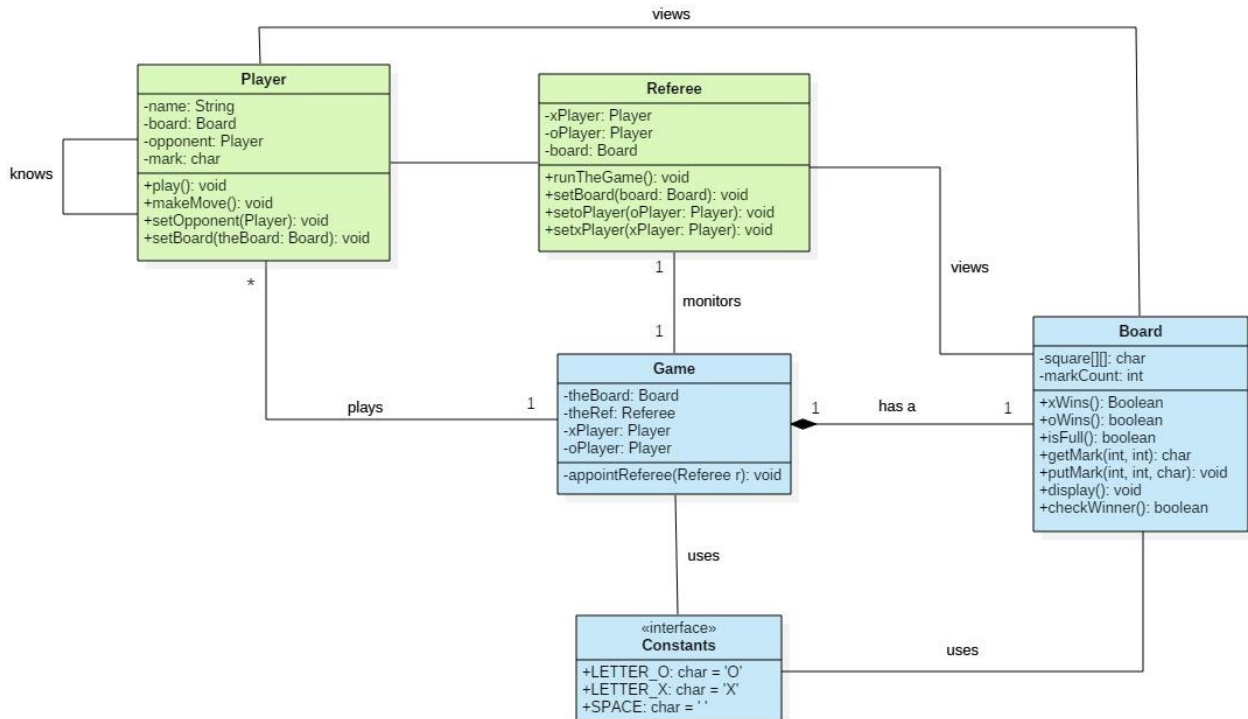 views
Player
-name: String
-board: Board
-opponent: Player
-mark: char
+play(): void
+makeMove(): void
+setOpponent(Player): void
+setBoard(theBoard: Board): void
knows
Referee
-xPlayer: Player
-oPlayer: Player
-board: Board
+runTheGame(): void
+setBoard(board: Board): void
+setoPlayer(oPlayer: Player): void
+setxPlayer(xPlayer: Player): void
views
*
1
monitors
1
plays
1
Game
-theBoard: Board
-theRef: Referee
-xPlayer: Player
-oPlayer: Player
-appointReferee(Referee r): void
1
has a
1
Board
-square[][]: char
-markCount: int
+xWins(): Boolean
+oWins(): boolean
+isFull(): boolean
+getMark(int, int): char
+putMark(int, int, char): void
+display(): void
+checkWinner(): boolean
uses
«interface»
Constants
+LETTER_O: char = 'O'
+LETTER_X: char = 'X'
+SPACE: char = ' '
uses